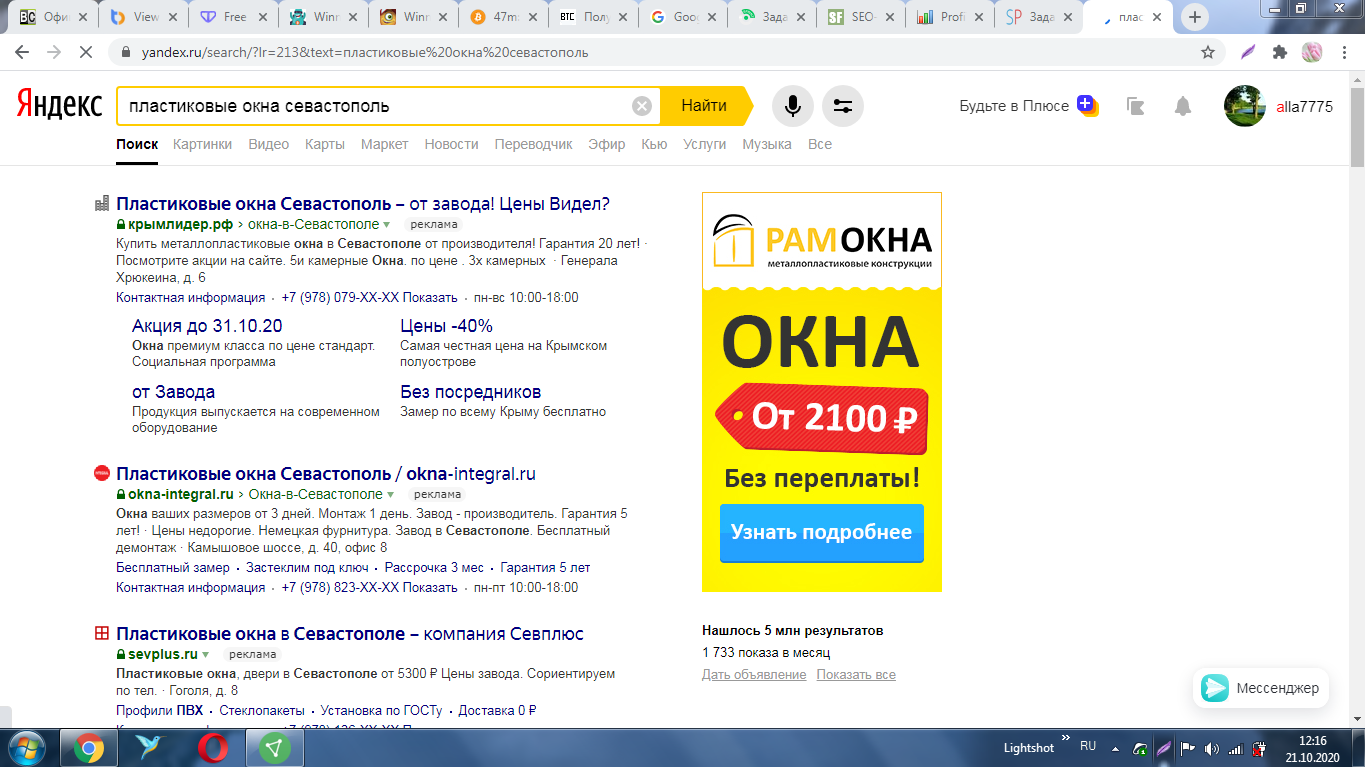 Офи
View
Free
Winr
Winr
47m
BTC Полу
Goo
Зада
SF SEO-
Profi
SP Зада
плас
yandex.ru/search/?lr=213&text=пластиковые%20окна%20севастополь
Яндекс
пластиковые окна севастополь
Найти
Будьте в Плюсе
alla7775
Поиск Картинки Видео Карты Маркет Новости Переводчик Эфир Кью Услуги Музыка Все
Пластиковые окна Севастополь – от завода! Цены Видел?
крымлидер.рф › окна-в-Севастополе реклама
Купить металлопластиковые окна в Севастополе от производителя! Гарантия 20 лет! ·
Посмотрите акции на сайте. 5и камерные Окна. по цене . 3х камерных · Генерала
Хрюкеина, д. 6
Контактная информация · +7 (978) 079-XX-XX Показать · пн-вс 10:00-18:00
Акция до 31.10.20
Окна премиум класса по цене стандарт.
Социальная программа
Цены -40%
Самая честная цена на Крымском
полуострове
от Завода
Продукция выпускается на современном
оборудование
Без посредников
Замер по всему Крыму бесплатно
Пластиковые окна Севастополь / okna-integral.ru
okna-integral.ru › Окна-в-Севастополе реклама
Окна ваших размеров от 3 дней. Монтаж 1 день. Завод - производитель. Гарантия 5
лет! · Цены недорогие. Немецкая фурнитура. Завод в Севастополе. Бесплатный
демонтаж · Камышовое шоссе, д. 40, офис 8
Бесплатный замер · Застеклим под ключ · Рассрочка 3 мес · Гарантия 5 лет
Контактная информация · +7 (978) 823-XX-XX Показать · пн-пт 10:00-18:00
Пластиковые окна в Севастополе – компания Севплюс
sevplus.ru реклама
Пластиковые окна, двери в Севастополе от 5300 ₽ Цены завода. Сориентируем
по тел. · Гоголя, д. 8
Профили ПВХ · Стеклопакеты · Установка по ГОСТу · Доставка 0 ₽
РАМОКНА
металлопластиковые конструкции
ОКНА
От 2100 ₽
Без переплаты!
Узнать подробнее
Нашлось 5 млн результатов
1 733 показа в месяц
Дать объявление Показать все
Мессенджер
Lightshot
RU
12:16
21.10.2020